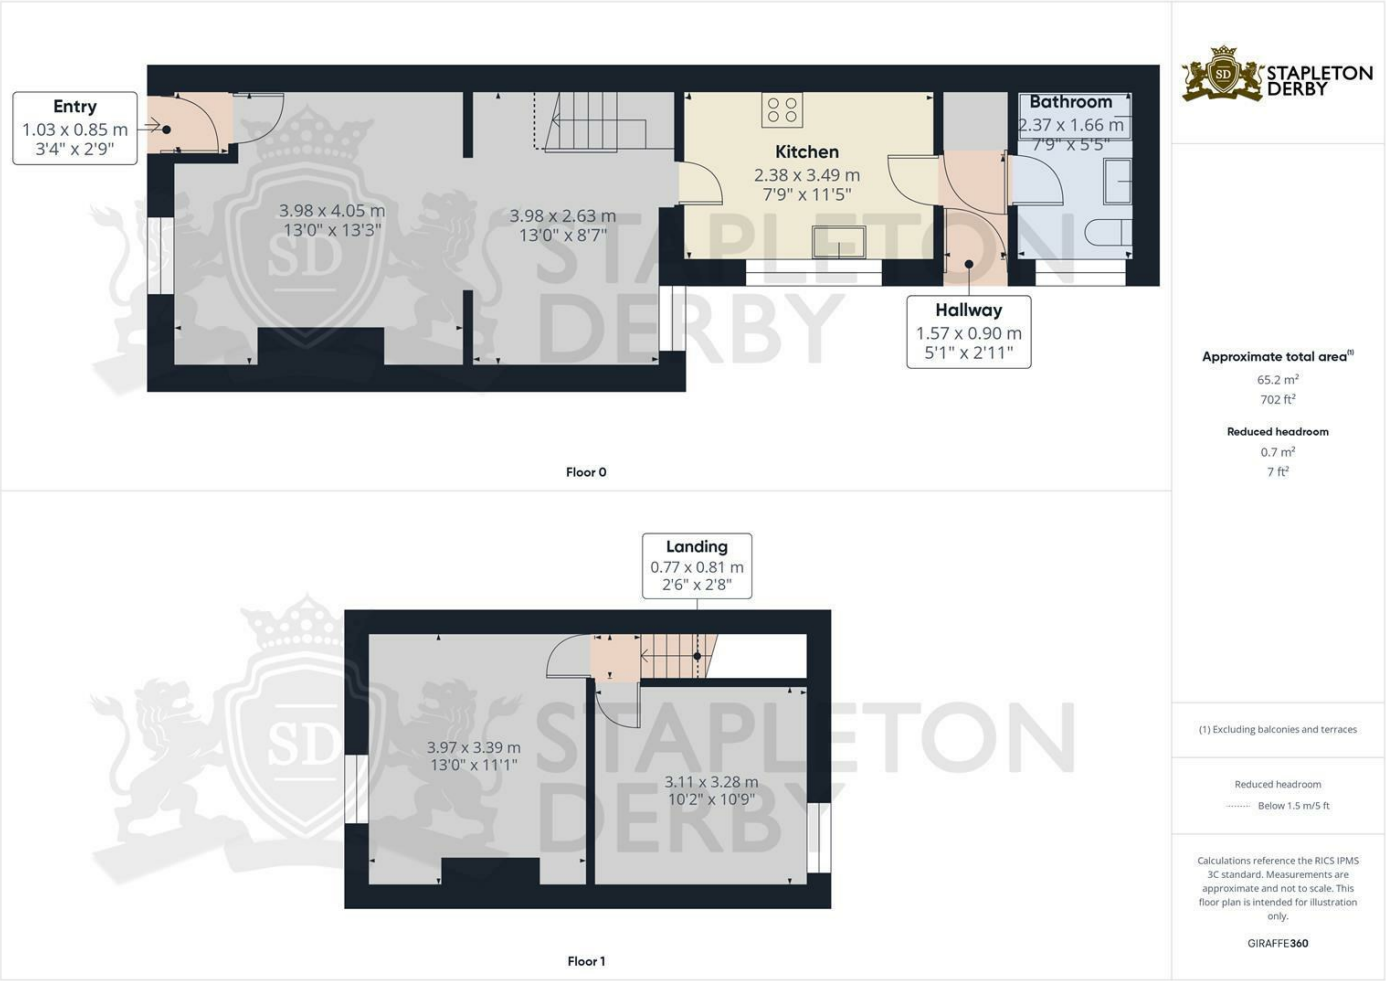 Entry
1.03 x 0.85 m
3'4" x 2'9"
3.98 x 4.05 m
13'0" x 13'3"
3.98 x 2.63 m
13'0" x 8'7"
Kitchen
2.38 x 3.49 m
7'9" x 11'5"
Bathroom
2.37 x 1.66 m
7'9" x 5'5"
Hallway
1.57 x 0.90 m
5'1" x 2'11"
SD
STAPLETON
DERBY
Floor 0
Landing
0.77 x 0.81 m
2'6" x 2'8"
3.97 x 3.39 m
13'0" x 11'1"
3.11 x 3.28 m
10'2" x 10'9"
SD
STAPLETON
DERBY
Floor 1
SD
STAPLETON
DERBY
Approximate total area(1)
65.2 m²
702 ft²
Reduced headroom
0.7 m²
7 ft²
(1) Excluding balconies and terraces
Reduced headroom
Below 1.5 m/5 ft
Calculations reference the RICS IPMS
3C standard. Measurements are
approximate and not to scale. This
floor plan is intended for illustration
only.
GIRAFFE360